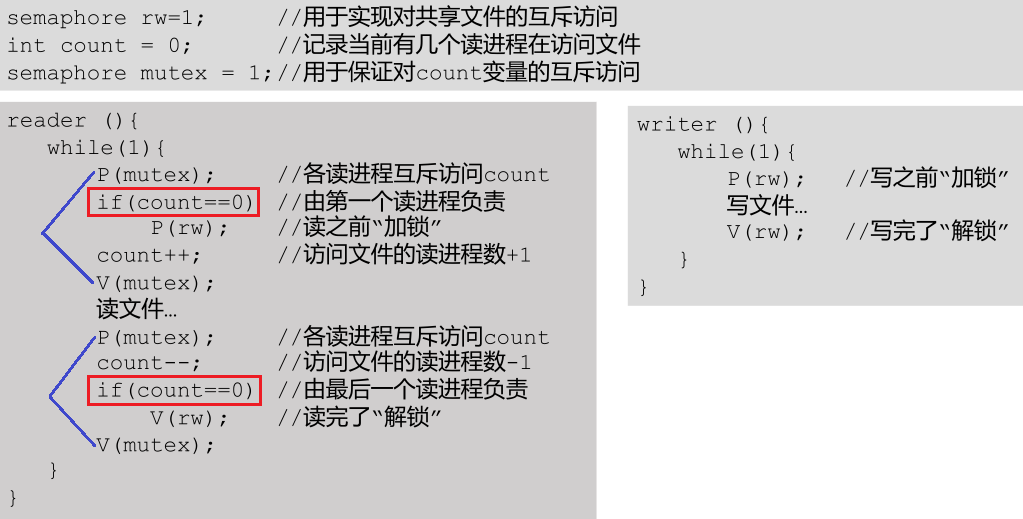 semaphore rw=1;      //用于实现对共享文件的互斥访问
int count = 0;       //记录当前有几个读进程在访问文件
semaphore mutex = 1;//用于保证对count变量的互斥访问
reader (){
    while(1){
        P(mutex);     //各读进程互斥访问count
        if(count==0)  //由第一个读进程负责
            P(rw);    //读之前“加锁”
        count++;      //访问文件的读进程数+1
        V(mutex);
        读文件…
        P(mutex);     //各读进程互斥访问count
        count--;      //访问文件的读进程数-1
        if(count==0)  //由最后一个读进程负责
            V(rw);    //读完了“解锁”
        V(mutex);
    }
}
writer (){
    while(1){
        P(rw);   //写之前“加锁”
        写文件…
        V(rw);   //写完了“解锁”
    }
}